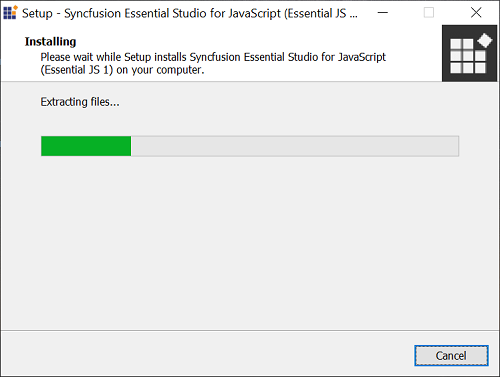 Setup - Syncfusion Essential Studio for JavaScript (Essential JS ...
Installing
Please wait while Setup installs Syncfusion Essential Studio for JavaScript
(Essential JS 1) on your computer.
Extracting files...
Cancel